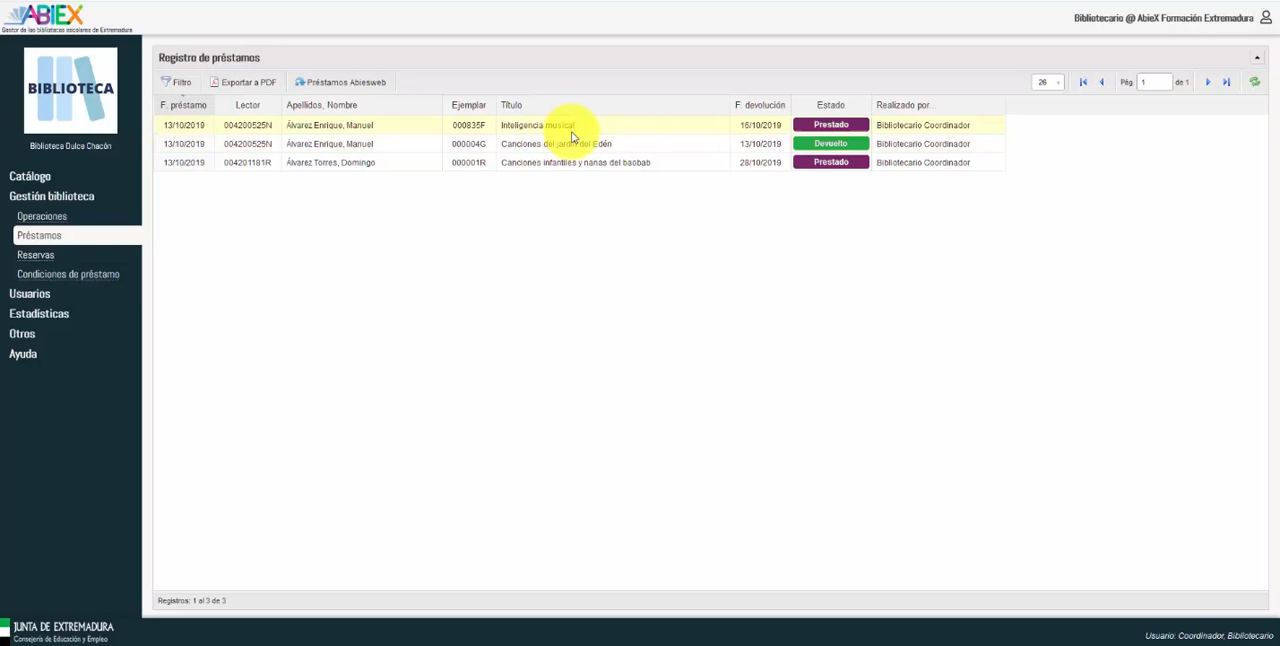 ABIEX
Gestor de las bibliotecas escolares de Extremadura
Bibliotecario @ AbieX Formación Extremadura
BIBLIOTECA
Biblioteca Dulce Chacón
Catálogo
Gestión biblioteca
Operaciones
Préstamos
Reservas
Condiciones de préstamo
Usuarios
Estadísticas
Otros
Ayuda
Registro de préstamos
Filtro Exportar a PDF Préstamos Abiesweb 26 Pág. 1 de 1
F. préstamo Lector Apellidos, Nombre Ejemplar Título F. devolución Estado Realizado por...
13/10/2019 004200525N Álvarez Enrique, Manuel 000835F Inteligencia musical 16/10/2019 Prestado Bibliotecario Coordinador
13/10/2019 004200525N Álvarez Enrique, Manuel 000004G Canciones del jardín del Edén 13/10/2019 Devuelto Bibliotecario Coordinador
13/10/2019 004201181R Álvarez Torres, Domingo 000001R Canciones infantiles y nanas del baobab 28/10/2019 Prestado Bibliotecario Coordinador
Registros: 1 al 3 de 3
JUNTA DE EXTREMADURA
Consejería de Educación y Empleo
Usuario: Coordinador, Bibliotecario